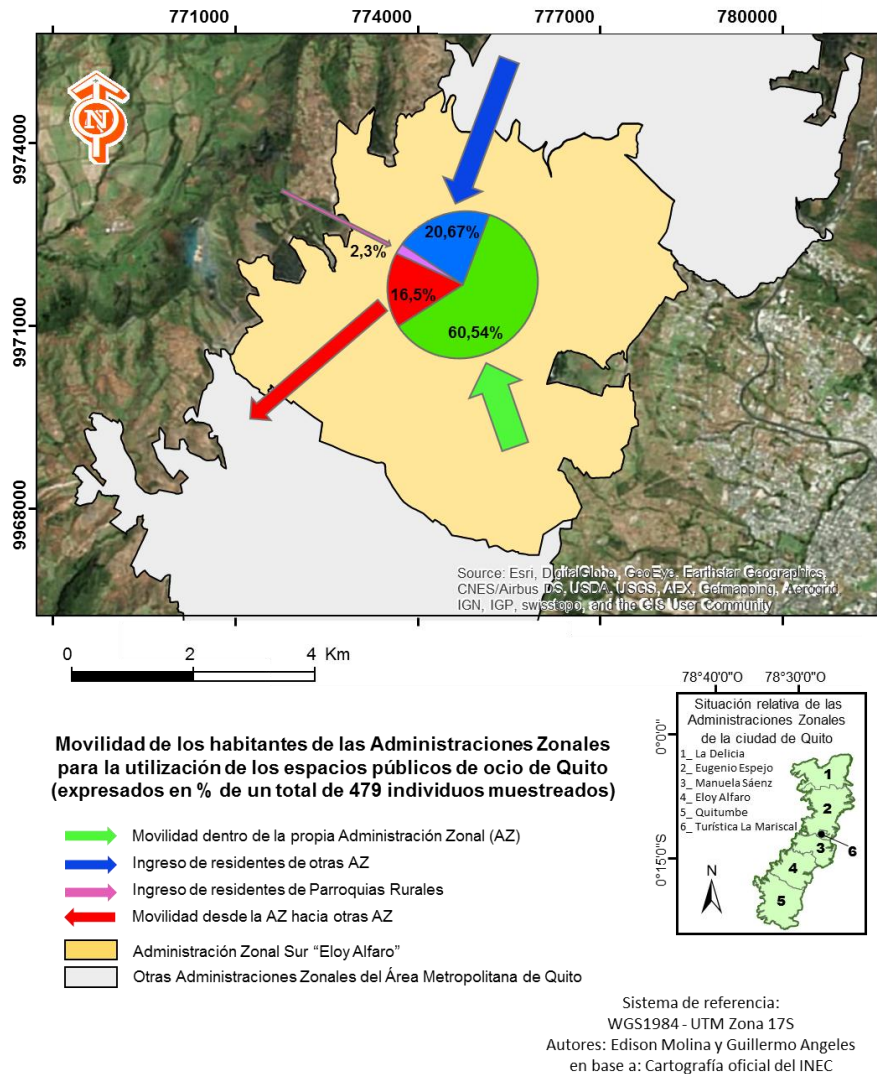 771000 774000 777000 780000
N
9974000
9971000
9968000
20,67%
2,3%
16,5%
60,54%
Source: Esri, DigitalGlobe, GeoEye, Earthstar Geographics,
CNES/Airbus DS, USDA, USGS, AEX, Getmapping, Aerogrid,
IGN, IGP, swisstopo, and the GIS User Community
0 2 4 Km
Movilidad de los habitantes de las Administraciones Zonales
para la utilización de los espacios públicos de ocio de Quito
(expresados en % de un total de 479 individuos muestreados)
Movilidad dentro de la propia Administración Zonal (AZ)
Ingreso de residentes de otras AZ
Ingreso de residentes de Parroquias Rurales
Movilidad desde la AZ hacia otras AZ
Administración Zonal Sur “Eloy Alfaro”
Otras Administraciones Zonales del Área Metropolitana de Quito
78°40'0"O 78°30'0"O
0°0'0"
0°15'0"S
Situación relativa de las
Administraciones Zonales
de la ciudad de Quito
1_ La Delicia
2_ Eugenio Espejo
3_ Manuela Sáenz
4_ Eloy Alfaro
5_ Quitumbe
6_ Turística La Mariscal
1
2
3
6
4
5
N
Sistema de referencia:
WGS1984 - UTM Zona 17S
Autores: Edison Molina y Guillermo Angeles
en base a: Cartografía oficial del INEC